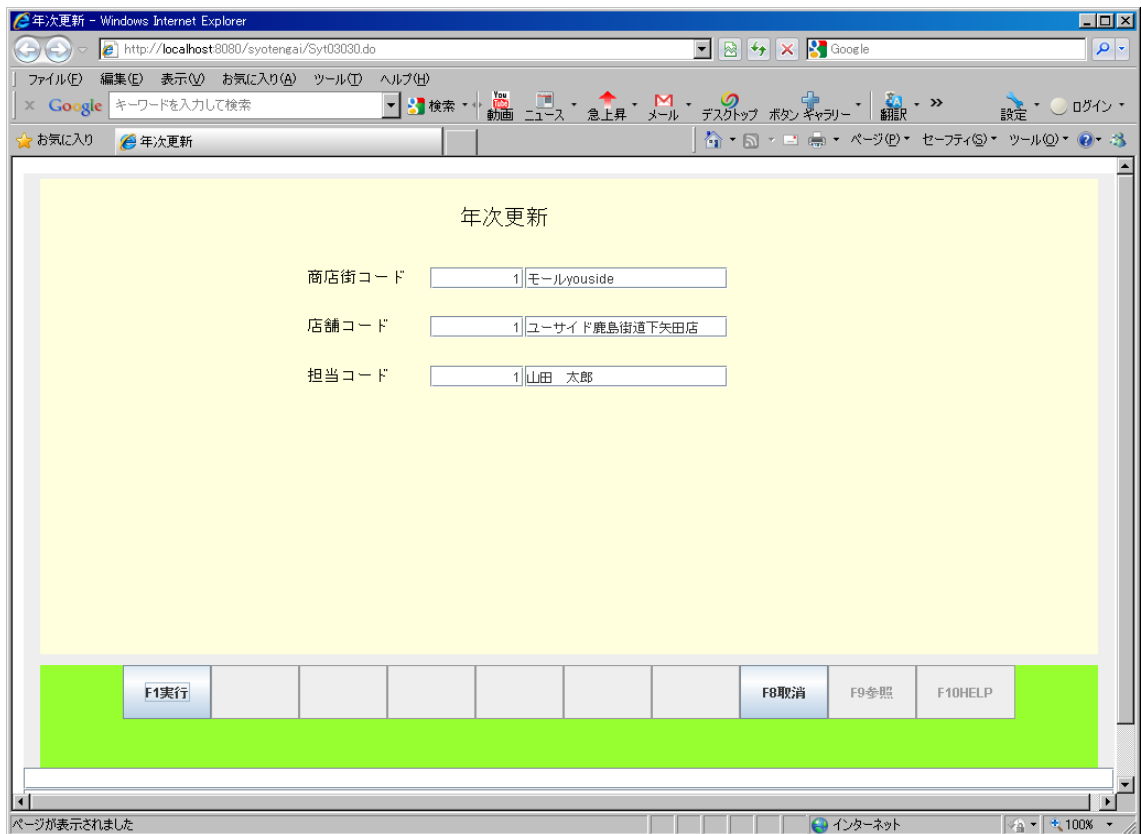 年次更新 - Windows Internet Explorer
http://localhost:8080/syotengai/Syt03030.do
Google
ファイル(F) 編集(E) 表示(V) お気に入り(A) ツール(T) ヘルプ(H)
× Google キーワードを入力して検索 検索 You Tube 動画 ニュース 急上昇 メール デスクトップ ボタン ギャラリー 翻訳 » 設定 ログイン
お気に入り 年次更新 ページ(P) セーフティ(S) ツール(O)
年次更新
商店街コード 1 モールyouside
店舗コード 1 ユーサイド鹿島街道下矢田店
担当コード 1 山田 太郎
F1実行 F8取消 F9参照 F10HELP
ページが表示されました インターネット 100%